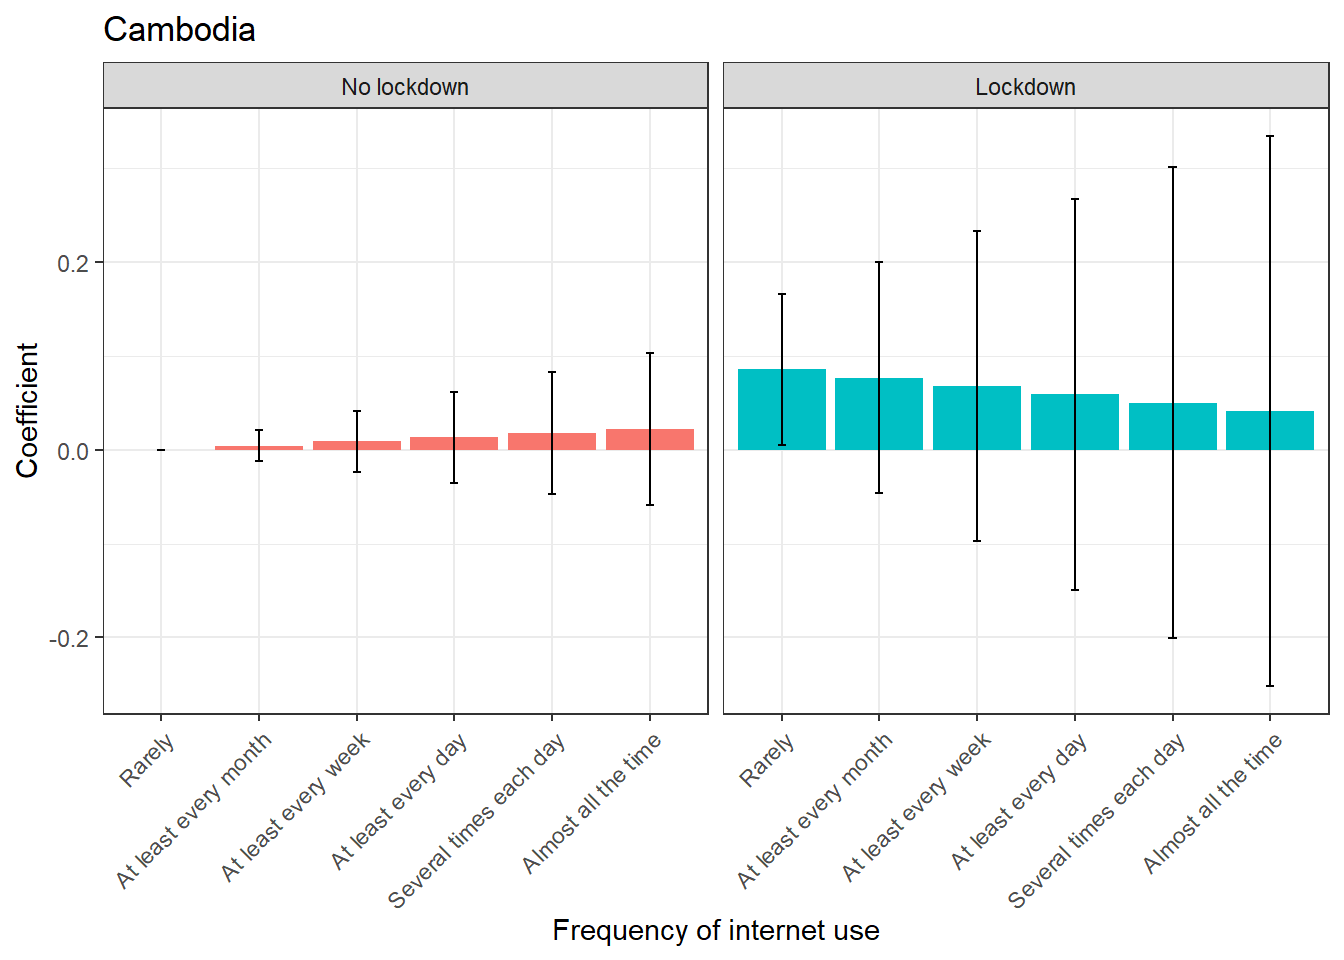 Cambodia
No lockdown
Lockdown
Coefficient
0.2
0.0
-0.2
Rarely
At least every month
At least every week
At least every day
Several times each day
Almost all the time
Rarely
At least every month
At least every week
At least every day
Several times each day
Almost all the time
Frequency of internet use